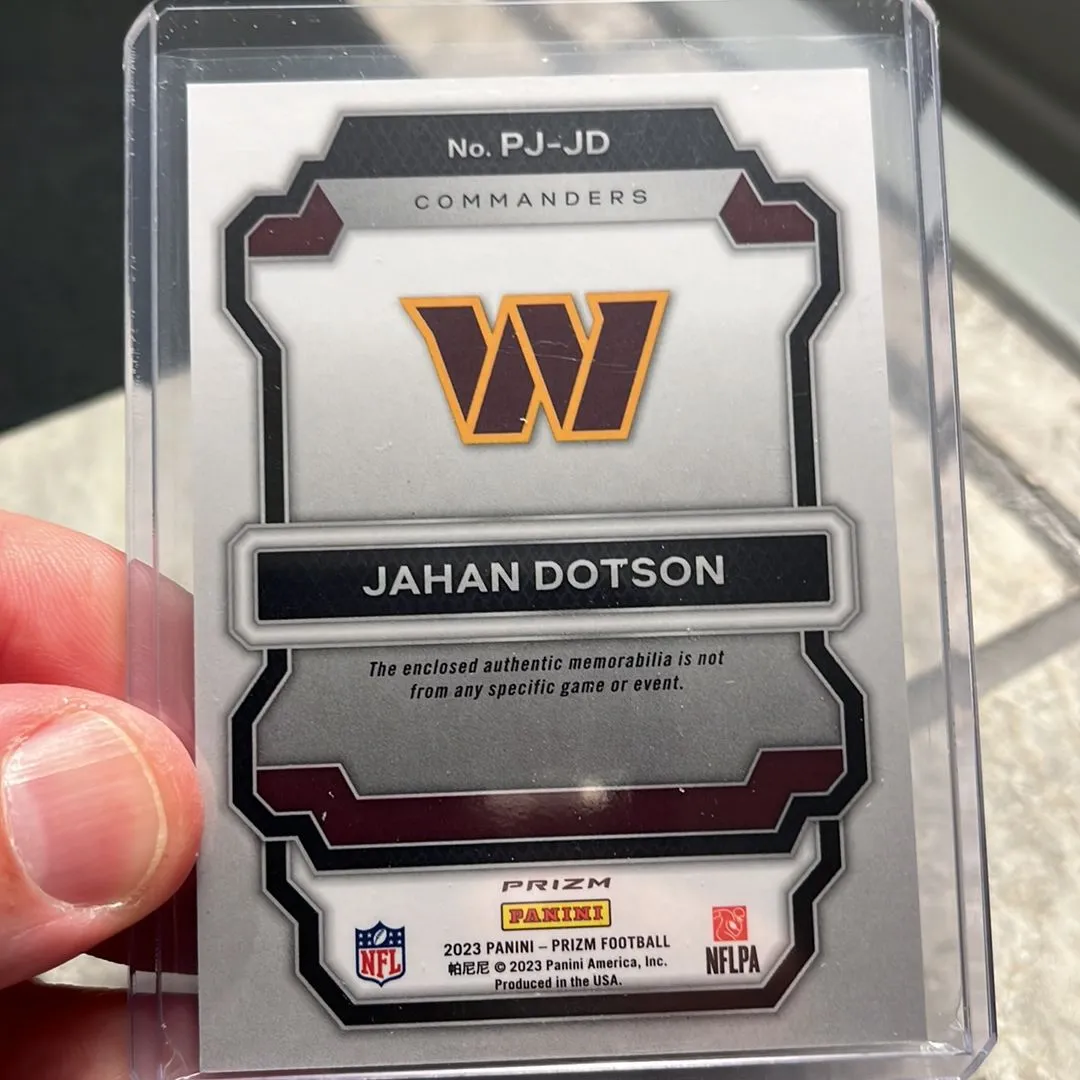 No. PJ-JD
COMMANDERS
W
JAHAN DOTSON
The enclosed authentic memorabilia is not
from any specific game or event.
PRIZM
PANINI
NFL
2023 PANINI – PRIZM FOOTBALL
帕尼尼 © 2023 Panini America, Inc.
Produced in the USA.
NFLPA